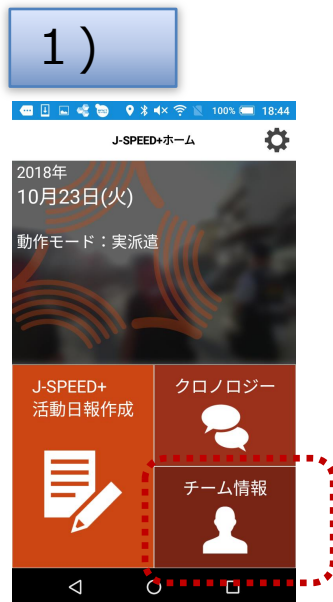 1)
100% 18:44
J-SPEED+ホーム
2018年
10月23日(火)
動作モード：実派遣
J-SPEED+
活動日報作成
クロノロジー
チーム情報